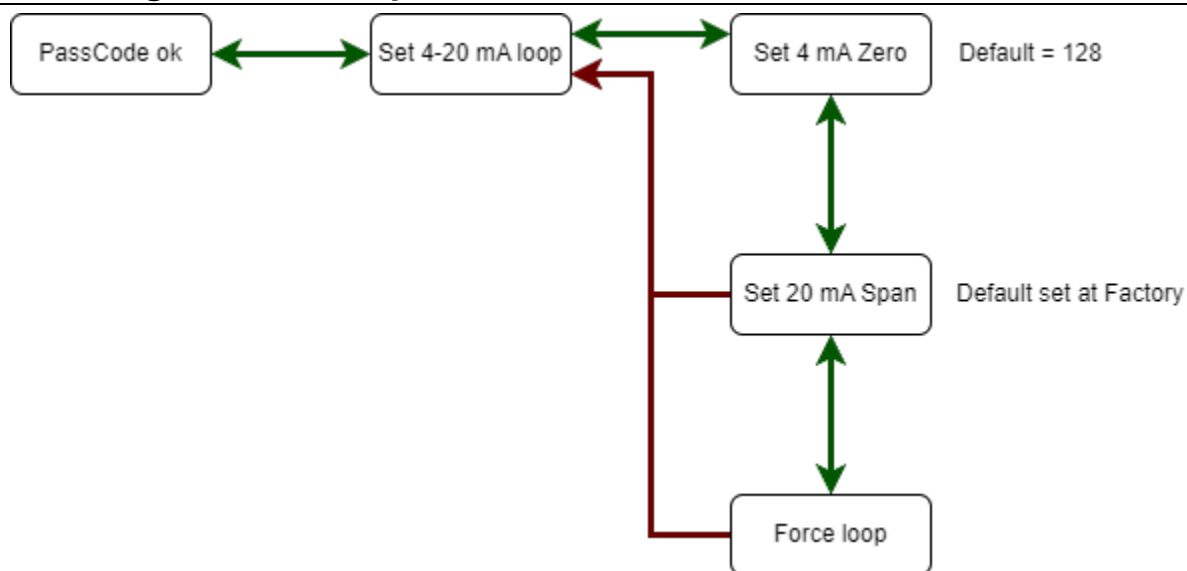 PassCode ok
Set 4-20 mA loop
Set 4 mA Zero
Default = 128
Set 20 mA Span
Default set at Factory
Force loop